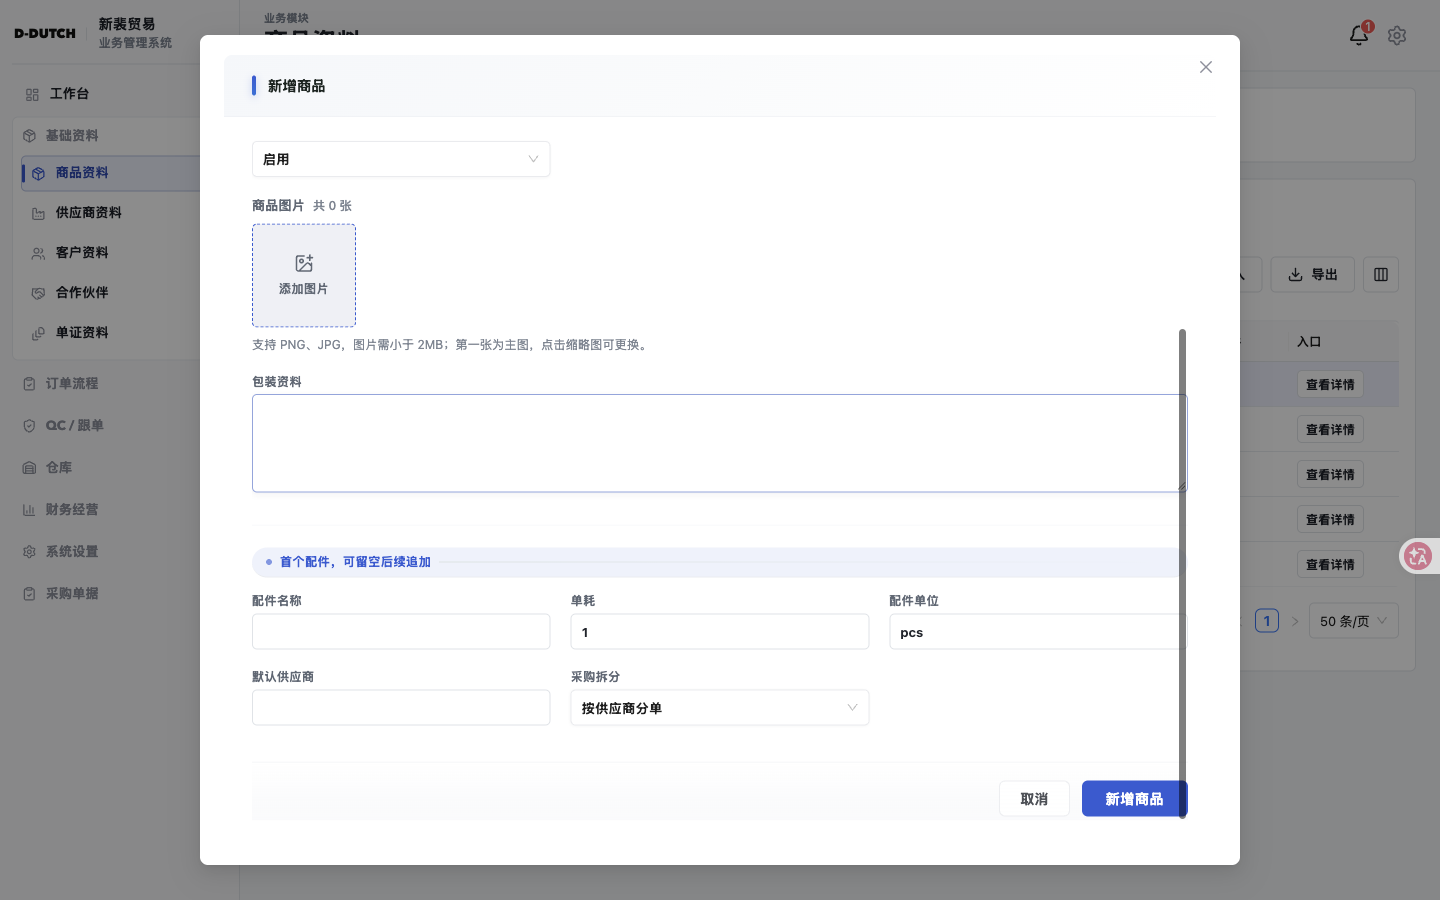 D-DUTCH
新裴贸易
业务管理系统
业务模块
商品资料
1
工作台
基础资料
商品资料
供应商资料
客户资料
合作伙伴
单证资料
订单流程
QC / 跟单
仓库
财务经营
系统设置
采购单据
新增商品
启用
商品图片 共 0 张
添加图片
支持 PNG、JPG，图片需小于 2MB；第一张为主图，点击缩略图可更换。
包装资料
首个配件，可留空后续追加
配件名称
单耗
配件单位
1
pcs
默认供应商
采购拆分
按供应商分单
取消
新增商品
导出
入口
查看详情
查看详情
查看详情
查看详情
查看详情
1
50 条/页